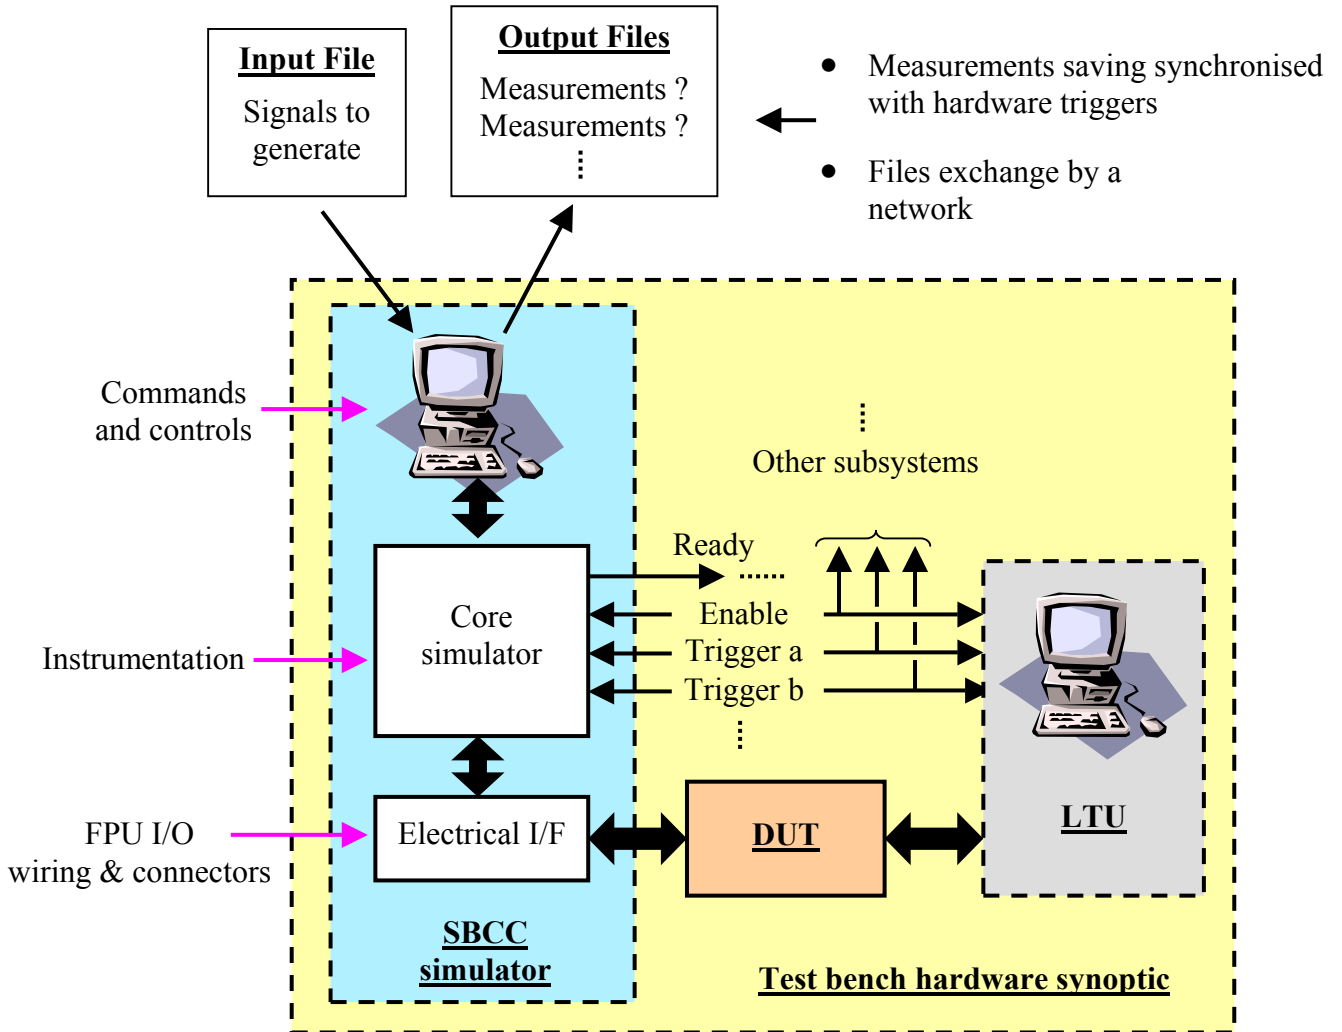 Input File
Signals to
generate
Output Files
Measurements ?
Measurements ?
• Measurements saving synchronised
with hardware triggers
• Files exchange by a
network
Commands
and controls
Other subsystems
Ready
Core
simulator
Enable
Trigger a
Trigger b
Instrumentation
FPU I/O
wiring & connectors
Electrical I/F
DUT
LTU
SBCC
simulator
Test bench hardware synoptic